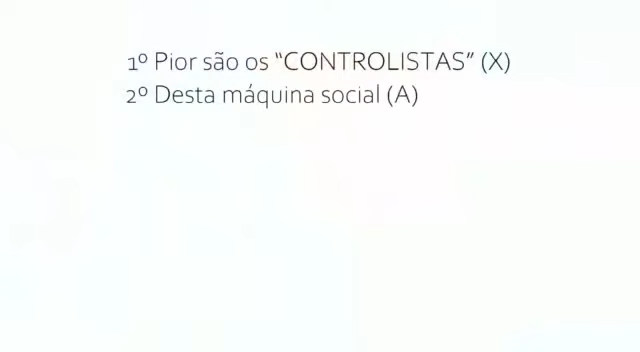 1º Pior são os “CONTROLISTAS” (X)
2º Desta máquina social (A)